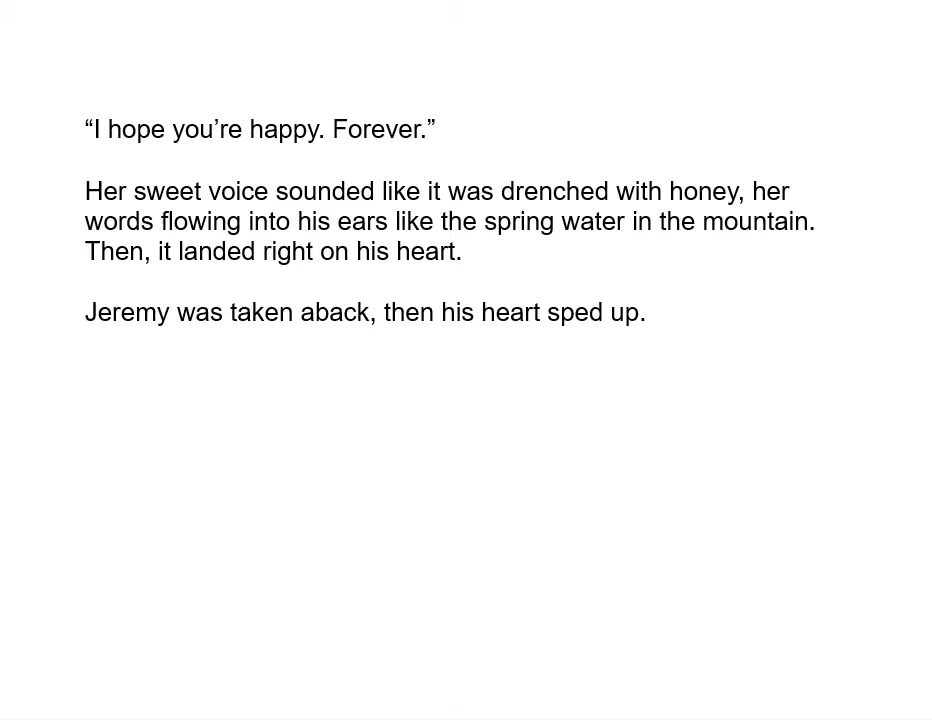 “I hope you’re happy. Forever.”
Her sweet voice sounded like it was drenched with honey, her
words flowing into his ears like the spring water in the mountain.
Then, it landed right on his heart.
Jeremy was taken aback, then his heart sped up.